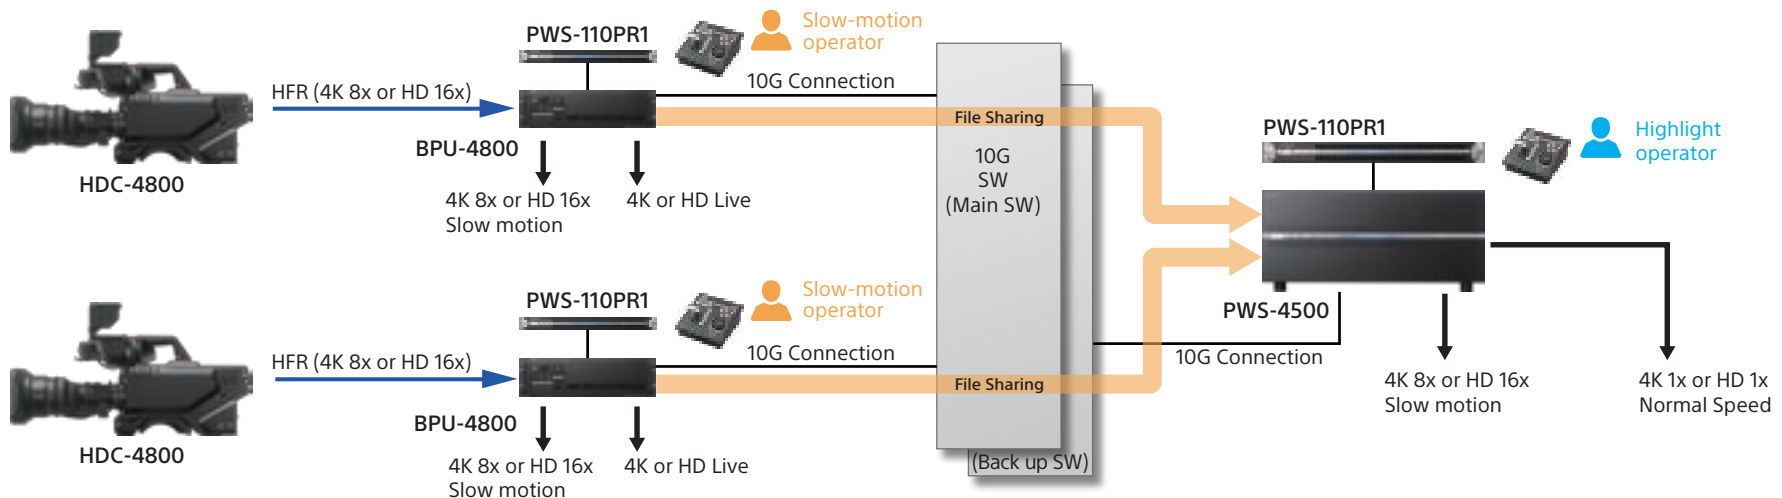 PWS-110PR1
Slow-motion
operator
10G Connection
HFR (4K 8x or HD 16x)
BPU-4800
HDC-4800
4K 8x or HD 16x
Slow motion
4K or HD Live
File Sharing
10G
SW
(Main SW)
PWS-110PR1
Highlight
operator
PWS-4500
10G Connection
4K 8x or HD 16x
Slow motion
4K 1x or HD 1x
Normal Speed
PWS-110PR1
Slow-motion
operator
10G Connection
HFR (4K 8x or HD 16x)
File Sharing
BPU-4800
HDC-4800
4K 8x or HD 16x
Slow motion
4K or HD Live
(Back up SW)